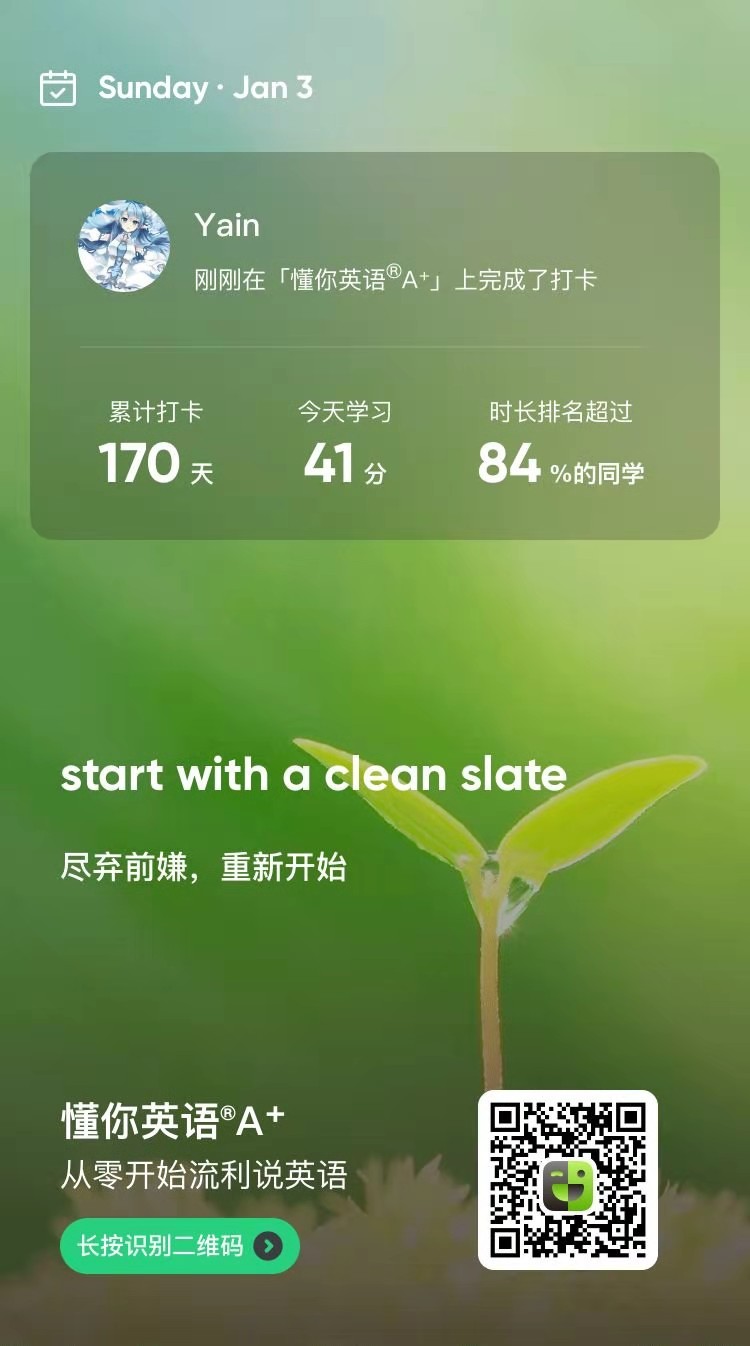 Sunday · Jan 3
Yain
刚刚在「懂你英语®A⁺」上完成了打卡
累计打卡 今天学习 时长排名超过
170 天 41 分 84 %的同学
start with a clean slate
尽弃前嫌，重新开始
懂你英语®A⁺
从零开始流利说英语
长按识别二维码